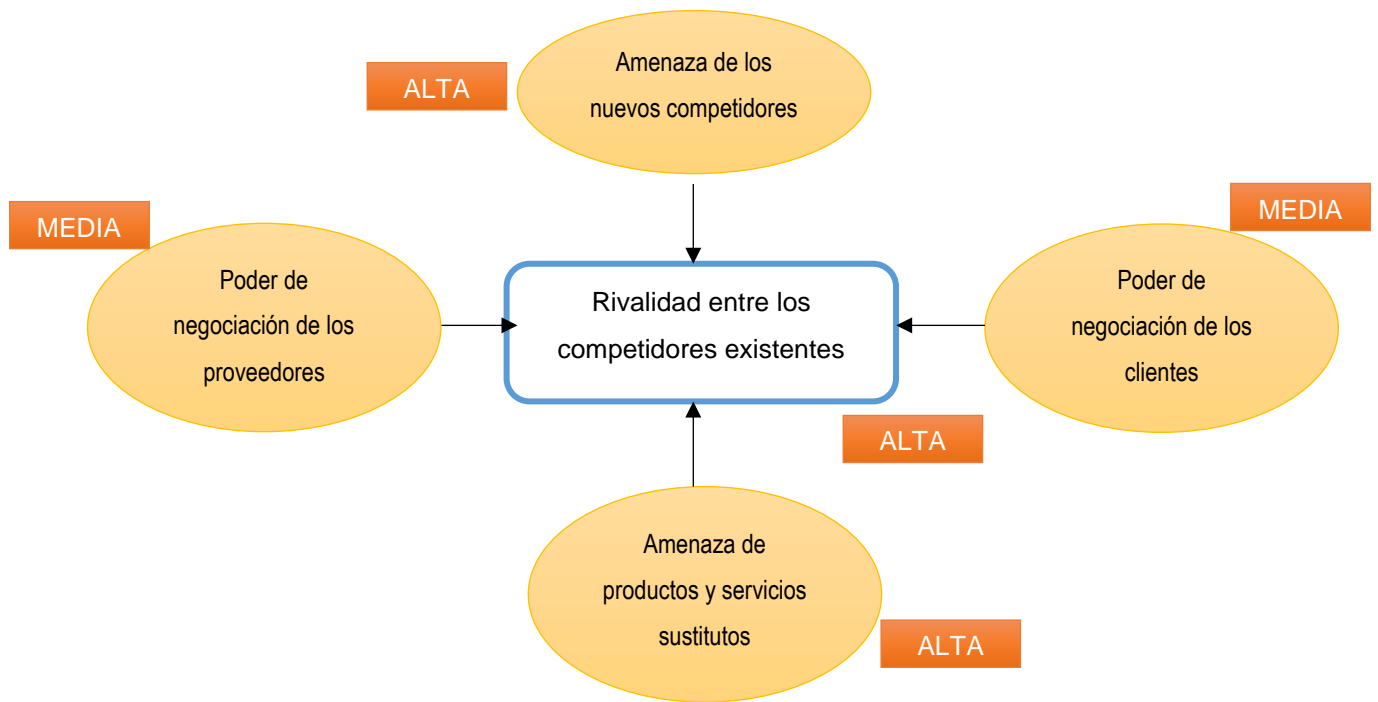 ALTA
Amenaza de los
nuevos competidores
MEDIA
Poder de
negociación de los
proveedores
Rivalidad entre los
competidores existentes
ALTA
MEDIA
Poder de
negociación de los
clientes
Amenaza de
productos y servicios
sustitutos
ALTA